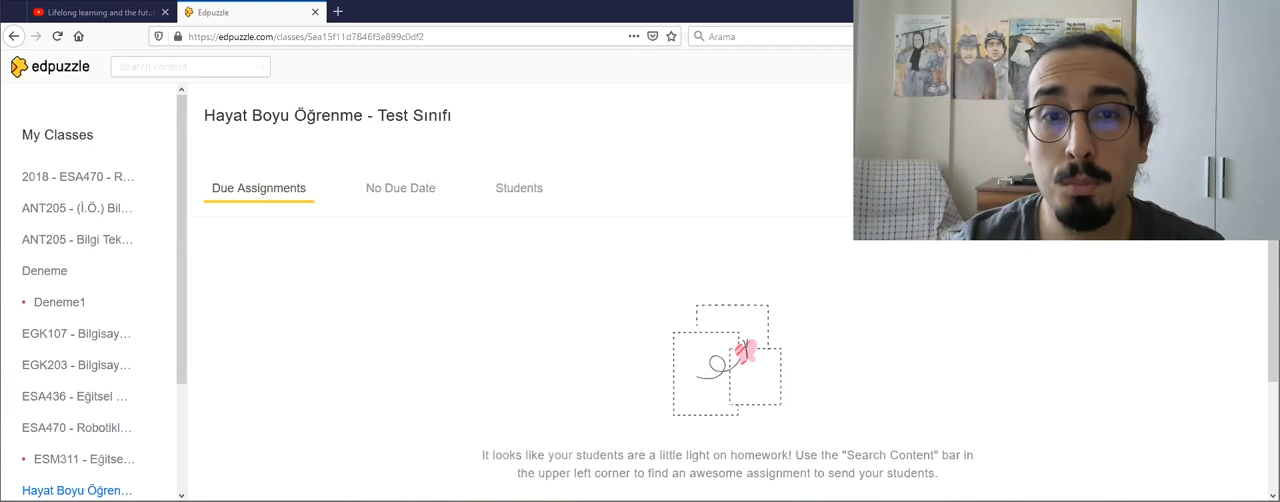 Lifelong learning and the futu
Edpuzzle
https://edpuzzle.com/classes/5ea15f11d7846f3e899c0df2
Arama
edpuzzle
Search content
My Classes
2018 - ESA470 - R...
ANT205 - (İ.Ö.) Bil...
ANT205 - Bilgi Tek...
Deneme
Deneme1
EGK107 - Bilgisay...
EGK203 - Bilgisay...
ESA436 - Eğitsel ...
ESA470 - Robotikl...
ESM311 - Eğitse...
Hayat Boyu Öğren...
Hayat Boyu Öğrenme - Test Sınıfı
Due Assignments No Due Date Students
It looks like your students are a little light on homework! Use the "Search Content" bar in
the upper left corner to find an awesome assignment to send your students.